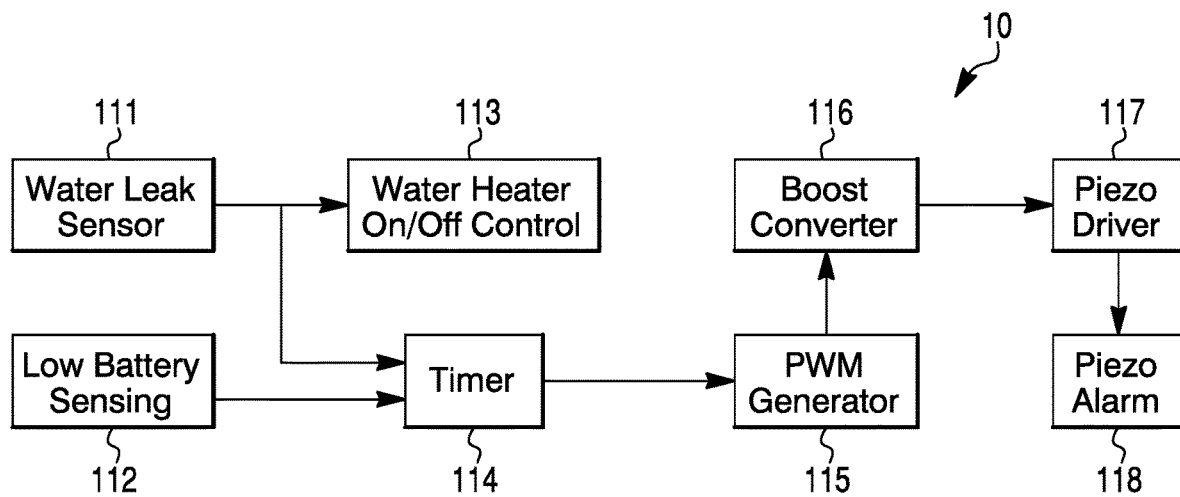 10
111
113
116
117
Water Leak
Sensor
Water Heater
On/Off Control
Boost
Converter
Piezo
Driver
Low Battery
Sensing
Timer
PWM
Generator
Piezo
Alarm
112
114
115
118